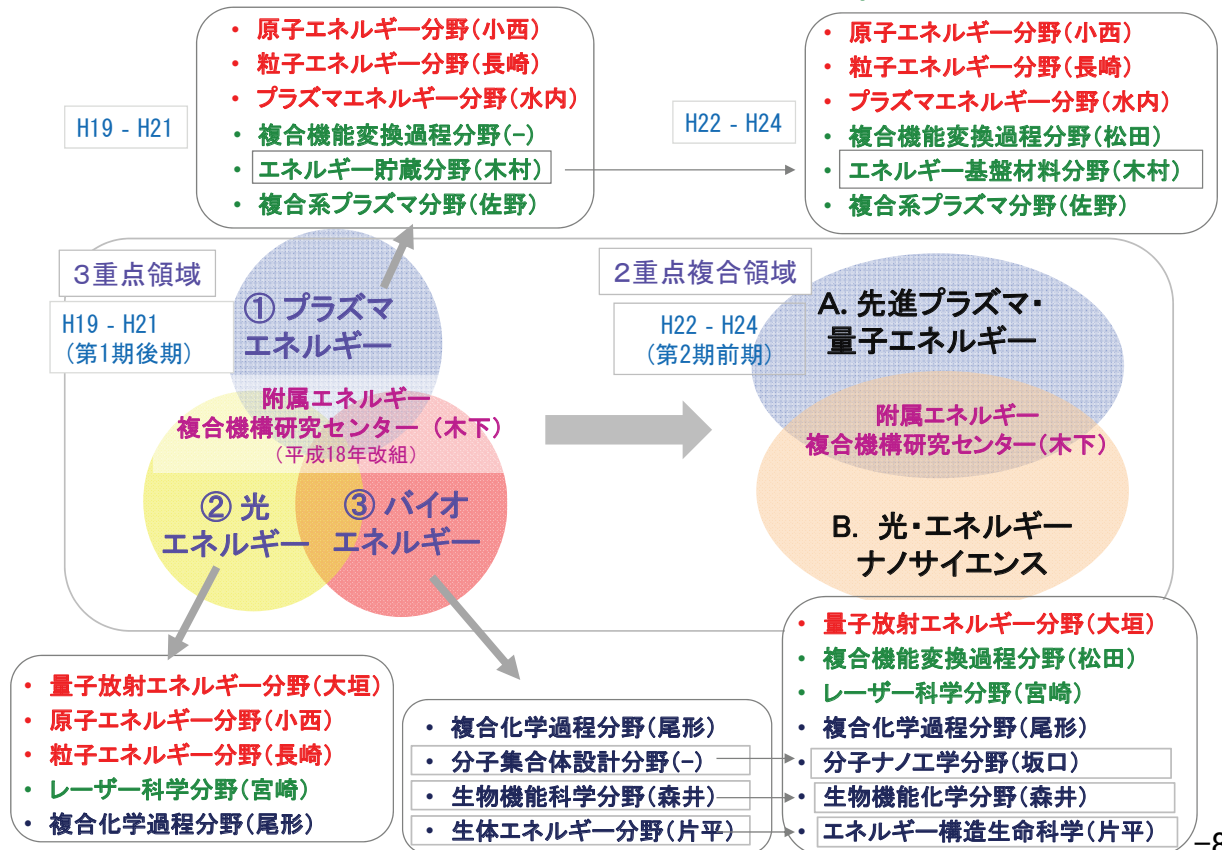 ・ 原子エネルギー分野(小西)
・ 粒子エネルギー分野(長崎)
・ プラズマエネルギー分野(水内)
・ 複合機能変換過程分野(−)
・ エネルギー貯蔵分野(木村)
・ 複合系プラズマ分野(佐野)
H19 - H21
H22 - H24
・ 原子エネルギー分野(小西)
・ 粒子エネルギー分野(長崎)
・ プラズマエネルギー分野(水内)
・ 複合機能変換過程分野(松田)
・ エネルギー基盤材料分野(木村)
・ 複合系プラズマ分野(佐野)
3重点領域
H19 - H21
(第1期後期)
① プラズマ
エネルギー
附属エネルギー
複合機構研究センター (木下)
(平成18年改組)
② 光
エネルギー
③ バイオ
エネルギー
2重点複合領域
H22 - H24
(第2期前期)
A. 先進プラズマ・
量子エネルギー
附属エネルギー
複合機構研究センター(木下)
B. 光・エネルギー
ナノサイエンス
・ 量子放射エネルギー分野(大垣)
・ 原子エネルギー分野(小西)
・ 粒子エネルギー分野(長崎)
・ レーザー科学分野(宮崎)
・ 複合化学過程分野(尾形)
・ 複合化学過程分野(尾形)
・ 分子集合体設計分野(−)
・ 生物機能科学分野(森井)
・ 生体エネルギー分野(片平)
・ 量子放射エネルギー分野(大垣)
・ 複合機能変換過程分野(松田)
・ レーザー科学分野(宮崎)
・ 複合化学過程分野(尾形)
・ 分子ナノ工学分野(坂口)
・ 生物機能化学分野(森井)
・ エネルギー構造生命科学(片平)